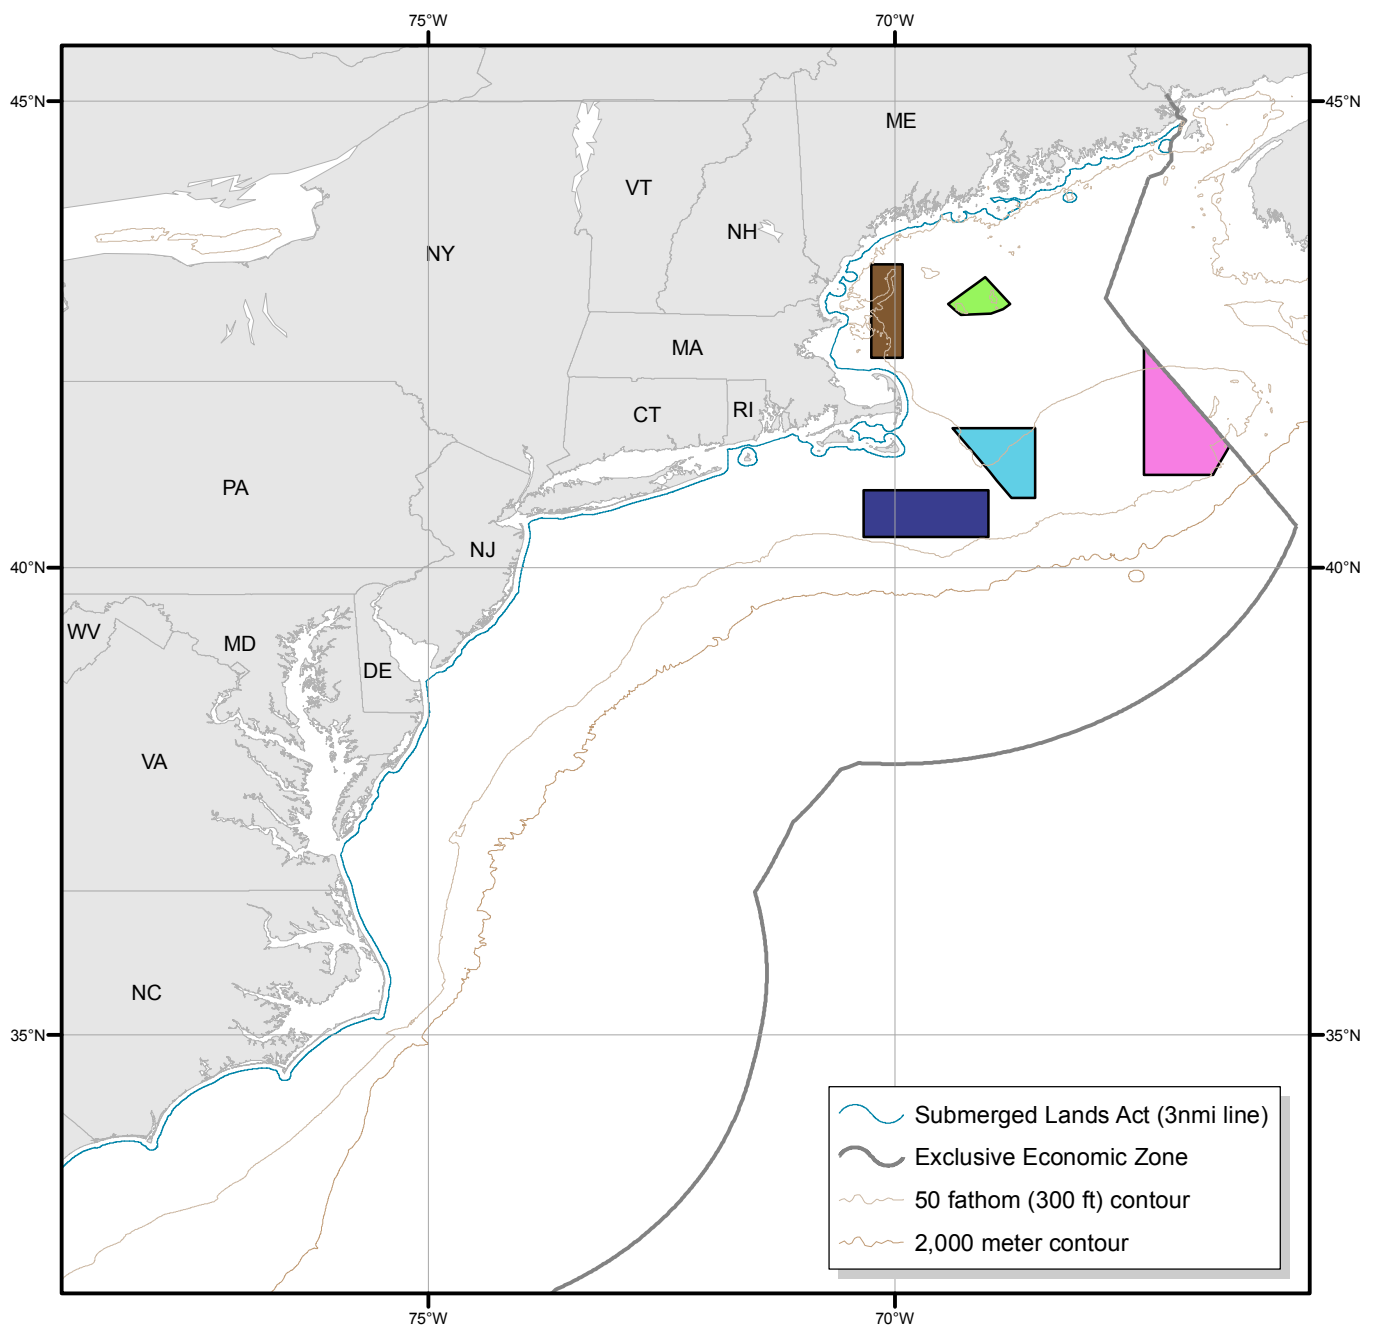 75°W 70°W
45°N 45°N
ME
VT
NH
NY
MA
CT RI
PA
NJ
40°N 40°N
WV
MD
DE
VA
NC
35°N 35°N
Submerged Lands Act (3nmi line)
Exclusive Economic Zone
50 fathom (300 ft) contour
2,000 meter contour
75°W 70°W